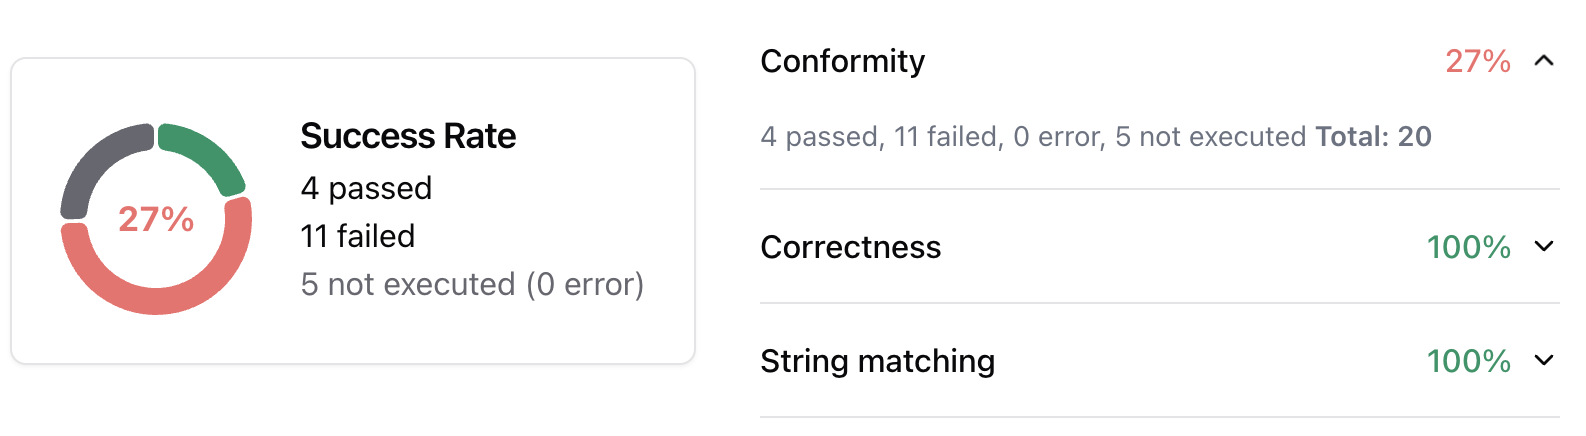 27%
Success Rate
4 passed
11 failed
5 not executed (0 error)
Conformity 27%
4 passed, 11 failed, 0 error, 5 not executed Total: 20
Correctness 100%
String matching 100%